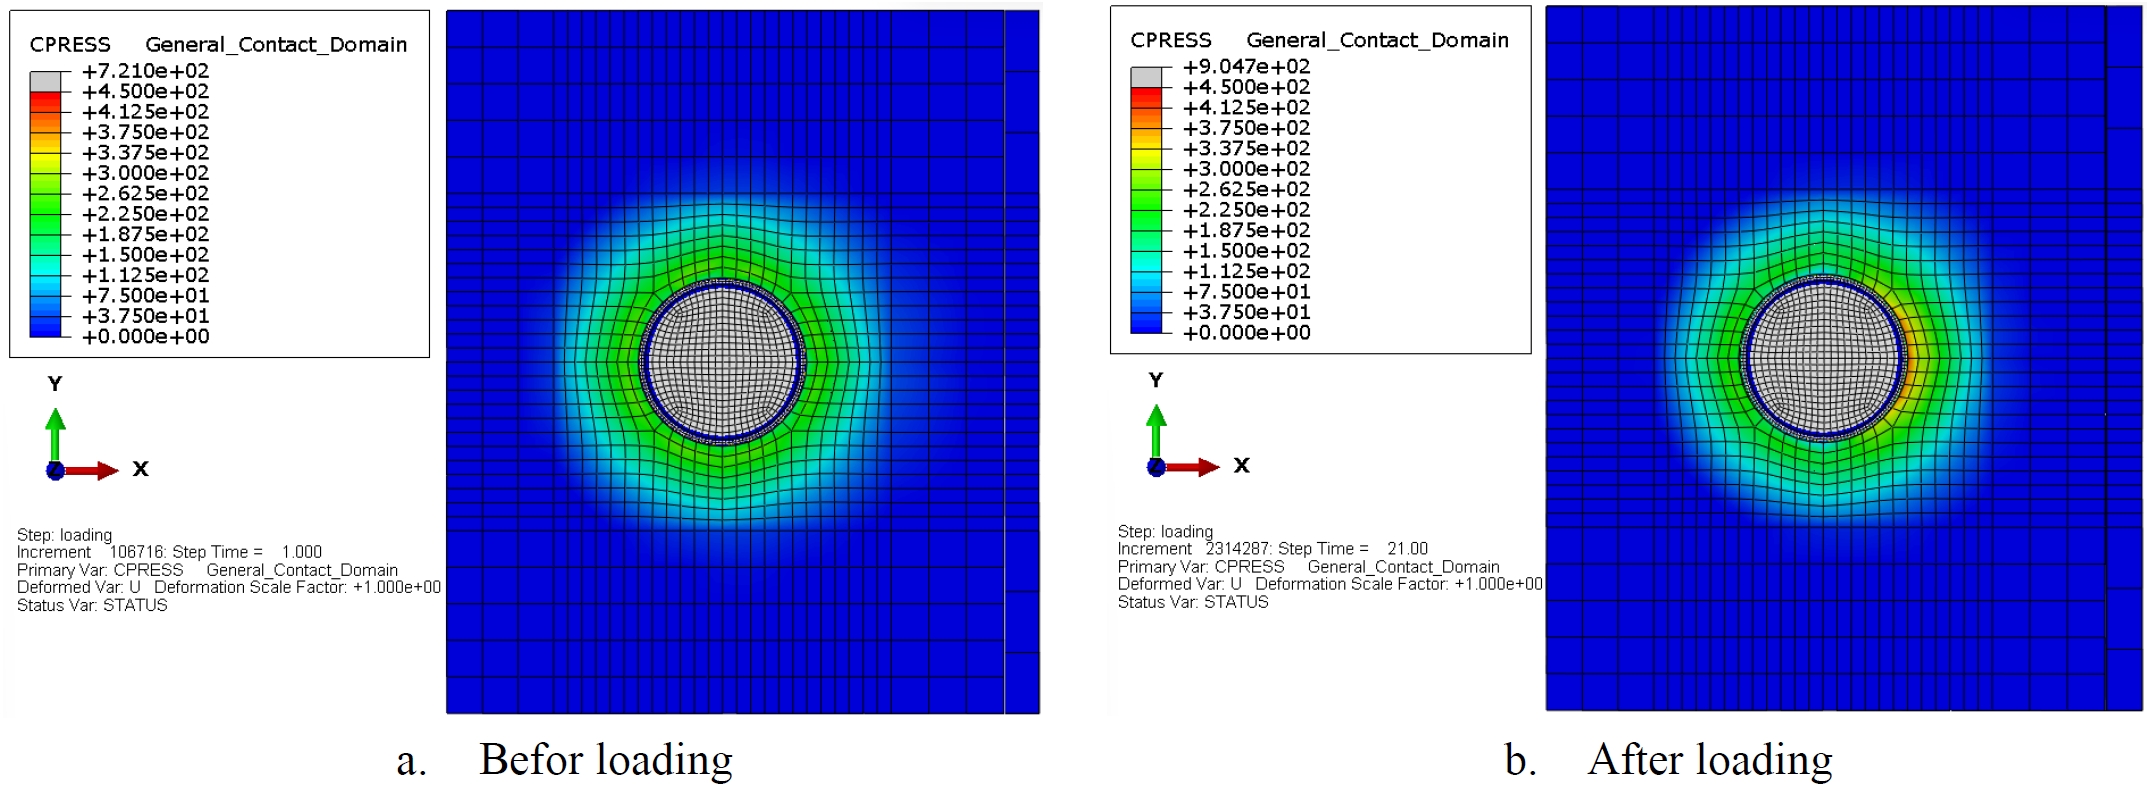 CPRESS General_Contact_Domain
+7.210e+02
+4.500e+02
+4.125e+02
+3.750e+02
+3.375e+02
+3.000e+02
+2.625e+02
+2.250e+02
+1.875e+02
+1.500e+02
+1.125e+02
+7.500e+01
+3.750e+01
+0.000e+00
Y
Z
X
Step: loading
Increment 106716: Step Time = 1.000
Primary Var: CPRESS General_Contact_Domain
Deformed Var: U Deformation Scale Factor: +1.000e+00
Status Var: STATUS
a. Befor loading
CPRESS General_Contact_Domain
+9.047e+02
+4.500e+02
+4.125e+02
+3.750e+02
+3.375e+02
+3.000e+02
+2.625e+02
+2.250e+02
+1.875e+02
+1.500e+02
+1.125e+02
+7.500e+01
+3.750e+01
+0.000e+00
Y
Z
X
Step: loading
Increment 2314287: Step Time = 21.00
Primary Var: CPRESS General_Contact_Domain
Deformed Var: U Deformation Scale Factor: +1.000e+00
Status Var: STATUS
b. After loading